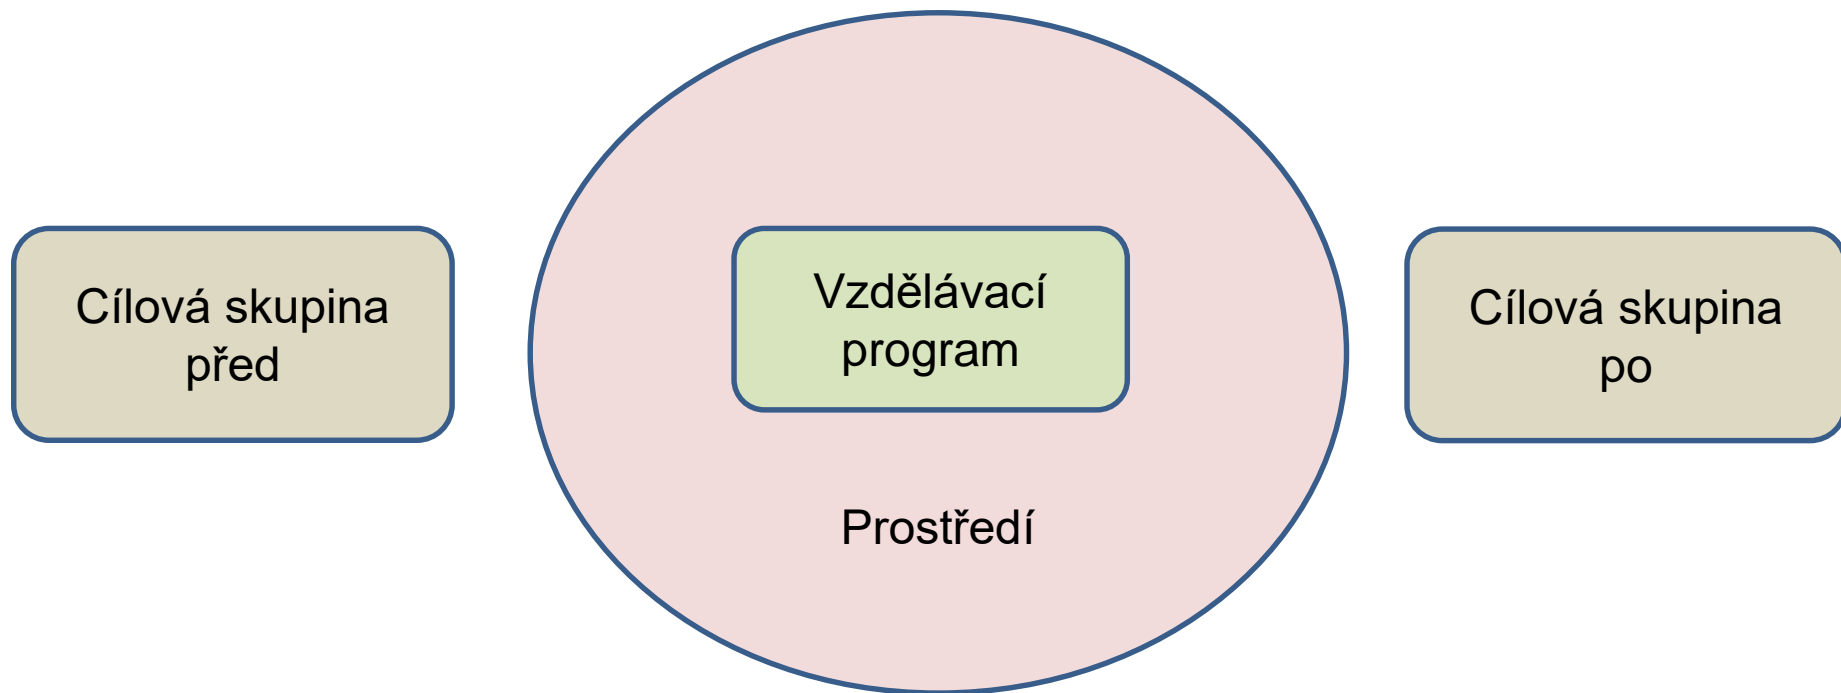 Cílová skupina
před
Vzdělávací
program
Prostředí
Cílová skupina
po